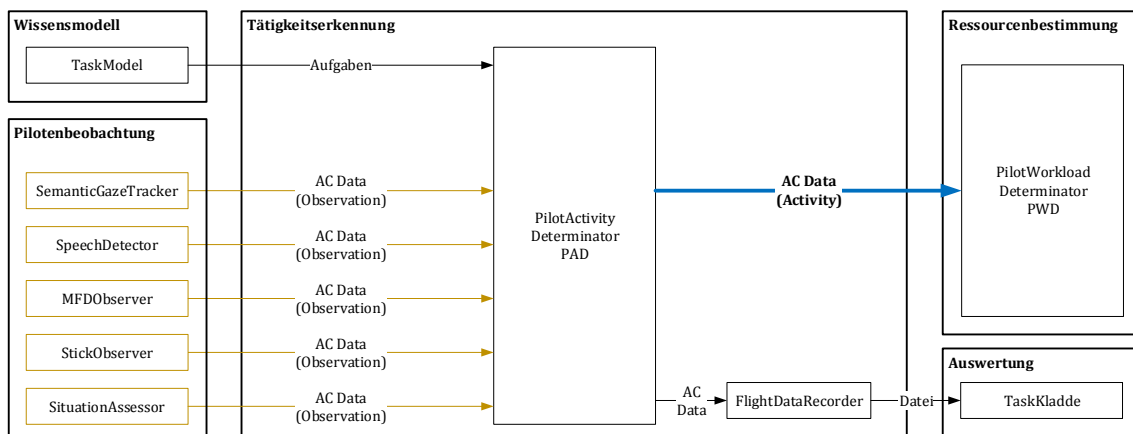 Wissensmodell
TaskModel
Pilotenbeobachtung
SemanticGazeTracker
SpeechDetector
MFDObserver
StickObserver
SituationAssessor
Tätigkeitserkennung
Aufgaben
AC Data
(Observation)
AC Data
(Observation)
AC Data
(Observation)
AC Data
(Observation)
AC Data
(Observation)
PilotActivity
Determinator
PAD
AC Data
(Activity)
AC
Data
FlightDataRecorder
Datei
Ressourcenbestimmung
PilotWorkload
Determinator
PWD
Auswertung
TaskKladde